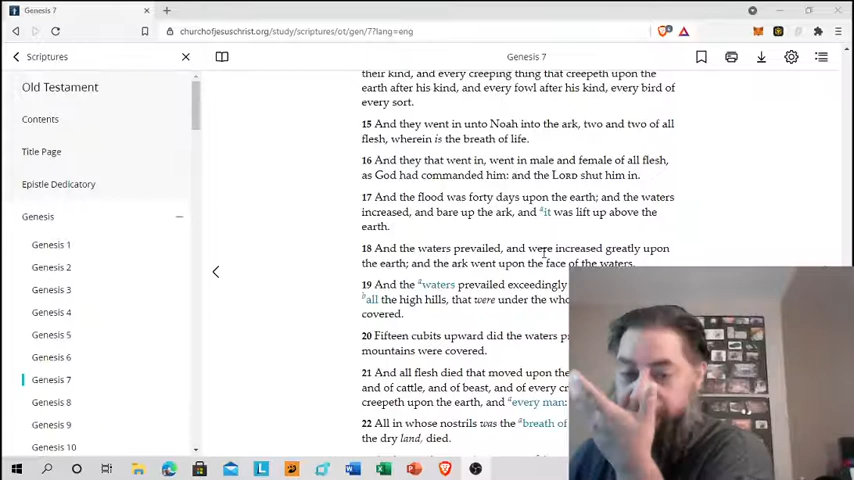 Genesis 7
churchofjesuschrist.org/study/scriptures/ot/gen/7?lang=eng
Scriptures
Genesis 7
Old Testament
Contents
Title Page
Epistle Dedicatory
Genesis
Genesis 1
Genesis 2
Genesis 3
Genesis 4
Genesis 5
Genesis 6
Genesis 7
Genesis 8
Genesis 9
Genesis 10
their kind, and every creeping thing that creepeth upon the
earth after his kind, and every fowl after his kind, every bird of
every sort.
15 And they went in unto Noah into the ark, two and two of all
flesh, wherein is the breath of life.
16 And they that went in, went in male and female of all flesh,
as God had commanded him: and the LORD shut him in.
17 And the flood was forty days upon the earth; and the waters
increased, and bare up the ark, and a it was lift up above the
earth.
18 And the waters prevailed, and were increased greatly upon
the earth; and the ark went upon the face of the waters.
19 And the a waters prevailed exceedingly
b all the high hills, that were under the who
covered.
20 Fifteen cubits upward did the waters pr
mountains were covered.
21 And all flesh died that moved upon the
and of cattle, and of beast, and of every cr
creepeth upon the earth, and a every man:
22 All in whose nostrils was the a breath of
the dry land, died.